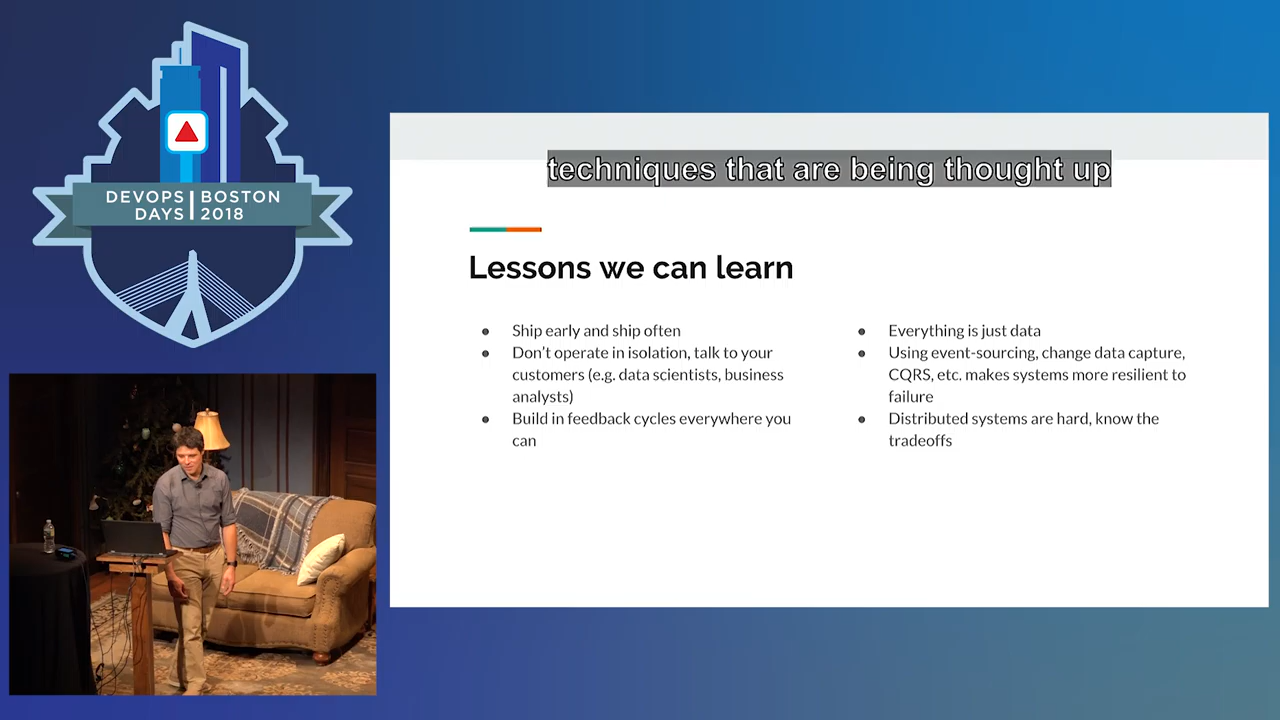 DEVOPS BOSTON
DAYS 2018
techniques that are being thought up
Lessons we can learn
● Ship early and ship often
● Don't operate in isolation, talk to your
customers (e.g. data scientists, business
analysts)
● Build in feedback cycles everywhere you
can
● Everything is just data
● Using event-sourcing, change data capture,
CQRS, etc. makes systems more resilient to
failure
● Distributed systems are hard, know the
tradeoffs